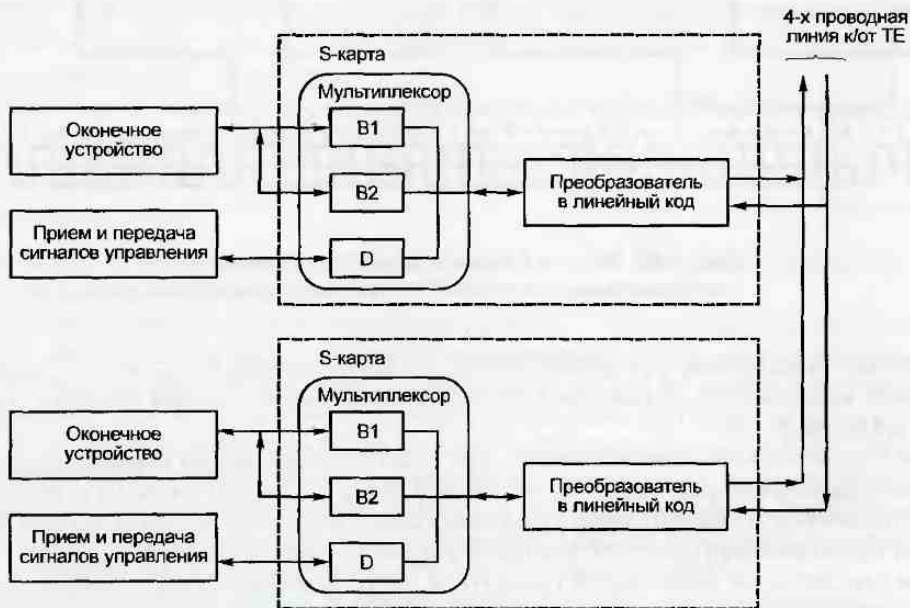 4-х проводная
линия к/от ТЕ
S-карта
Мультиплексор
Оконечное
устройство
B1
B2
Преобразователь
в линейный код
Прием и передача
сигналов управления
D
S-карта
Мультиплексор
Оконечное
устройство
B1
B2
Преобразователь
в линейный код
Прием и передача
сигналов управления
D